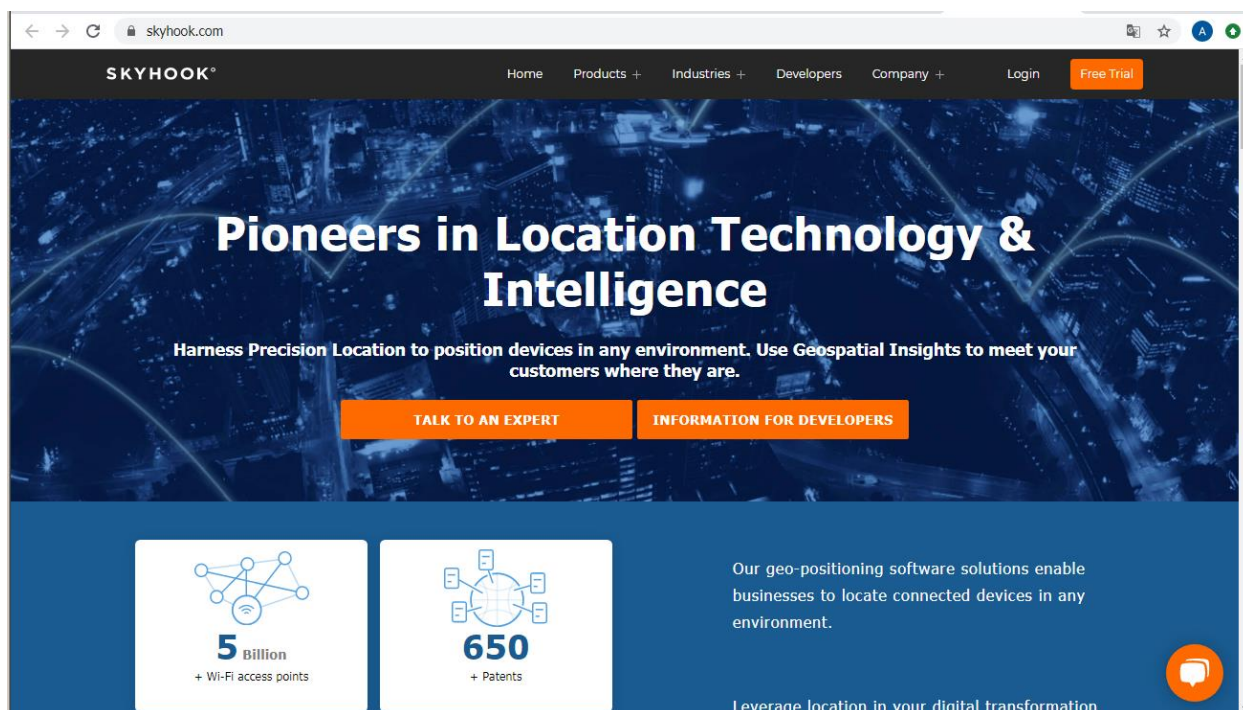 skyhook.com
A
SKYHOOK°
Home
Products +
Industries +
Developers
Company +
Login
Free Trial
Pioneers in Location Technology &
Intelligence
Harness Precision Location to position devices in any environment. Use Geospatial Insights to meet your
customers where they are.
TALK TO AN EXPERT
INFORMATION FOR DEVELOPERS
5 Billion
+ Wi-Fi access points
650
+ Patents
Our geo-positioning software solutions enable
businesses to locate connected devices in any
environment.
Leverage location in your digital transformation